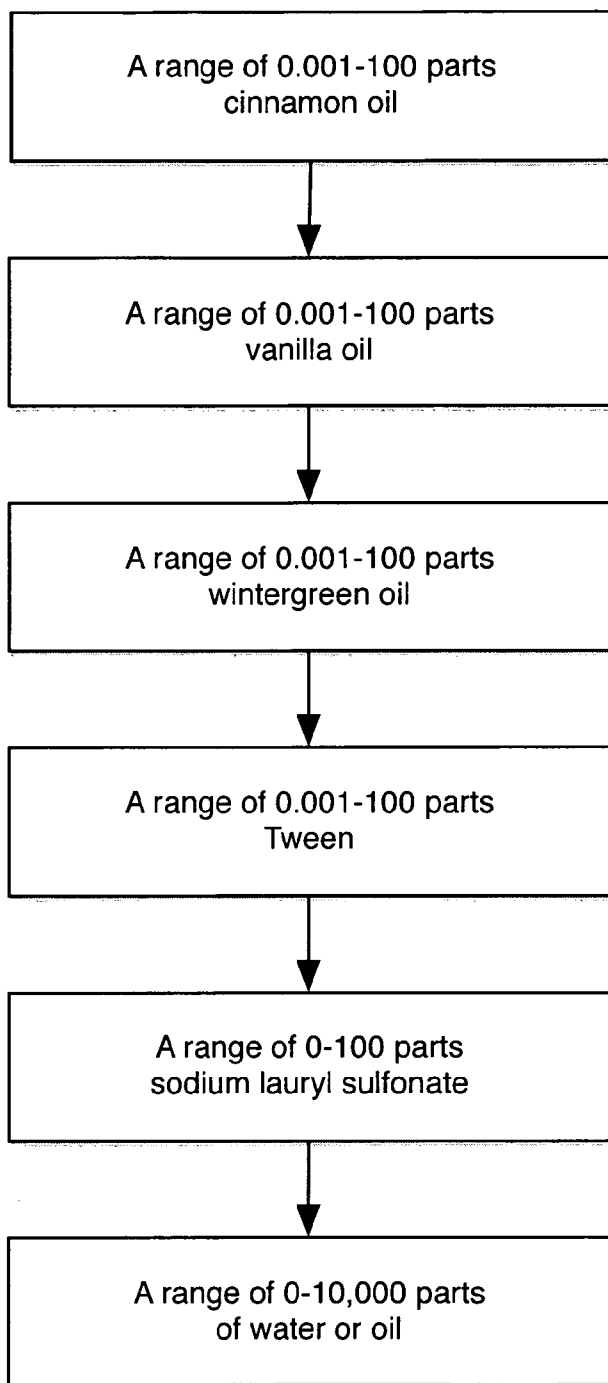 A range of 0.001-100 parts
cinnamon oil
A range of 0.001-100 parts
vanilla oil
A range of 0.001-100 parts
wintergreen oil
A range of 0.001-100 parts
Tween
A range of 0-100 parts
sodium lauryl sulfonate
A range of 0-10,000 parts
of water or oil